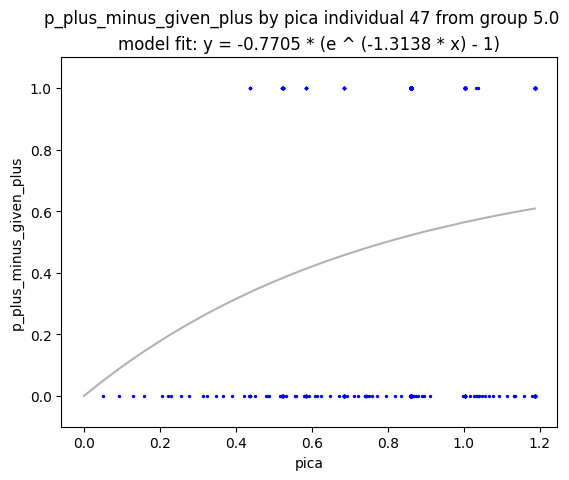 p_plus_minus_given_plus by pica individual 47 from group 5.0
model fit: y = -0.7705 * (e ^ (-1.3138 * x) - 1)
p_plus_minus_given_plus
1.0
0.8
0.6
0.4
0.2
0.0
0.0 0.2 0.4 0.6 0.8 1.0 1.2
pica